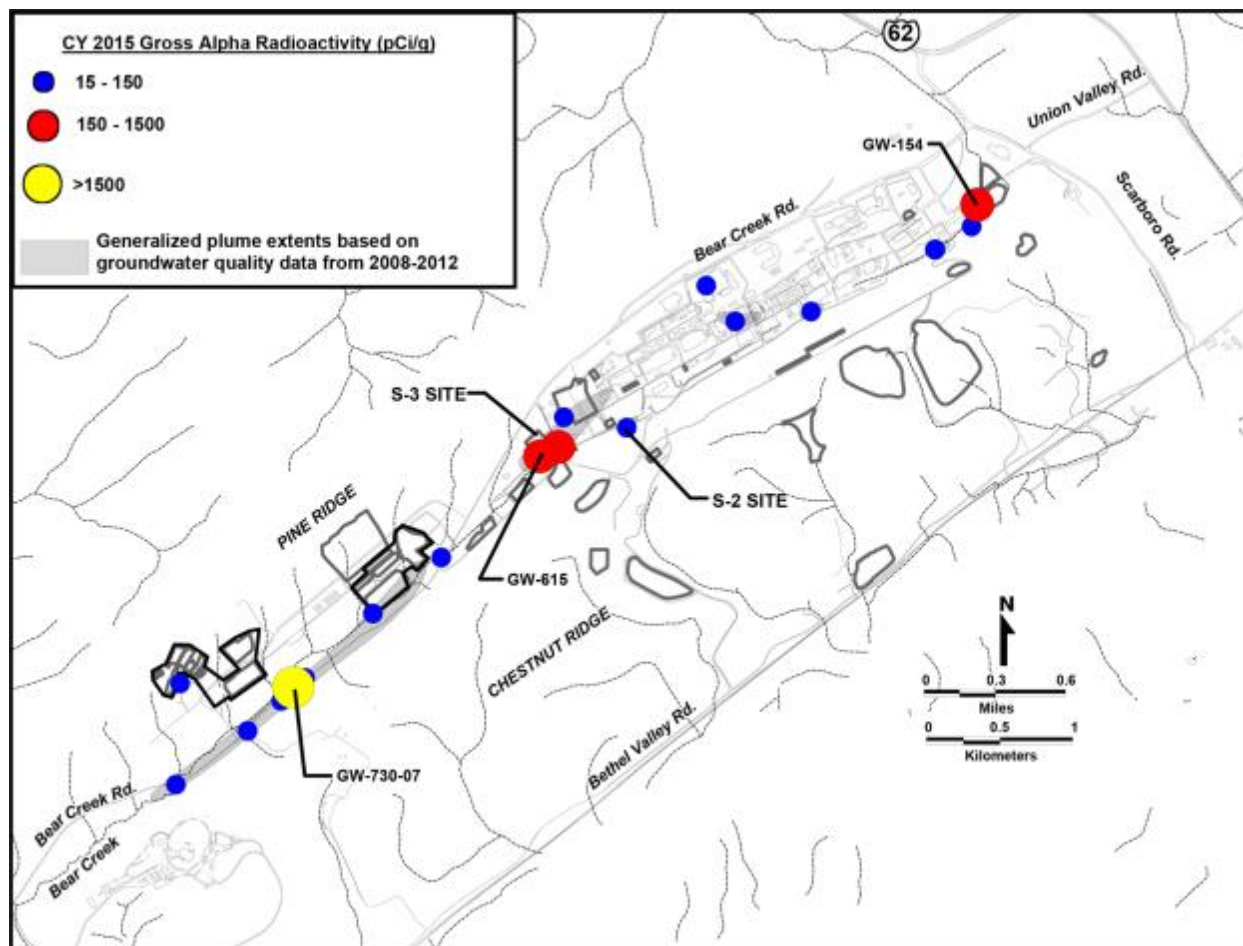 CY 2015 Gross Alpha Radioactivity (pCi/g)
15 - 150
150 - 1500
>1500
Generalized plume extents based on
groundwater quality data from 2008-2012
62
Union Valley Rd.
GW-154
Scarboro Rd.
Bear Creek Rd.
S-3 SITE
S-2 SITE
PINE RIDGE
GW-615
CHESTNUT RIDGE
N
0 0.3 0.6
Miles
0 0.5 1
Kilometers
Bethel Valley Rd.
GW-730-07
Bear Creek Rd.
Bear Creek